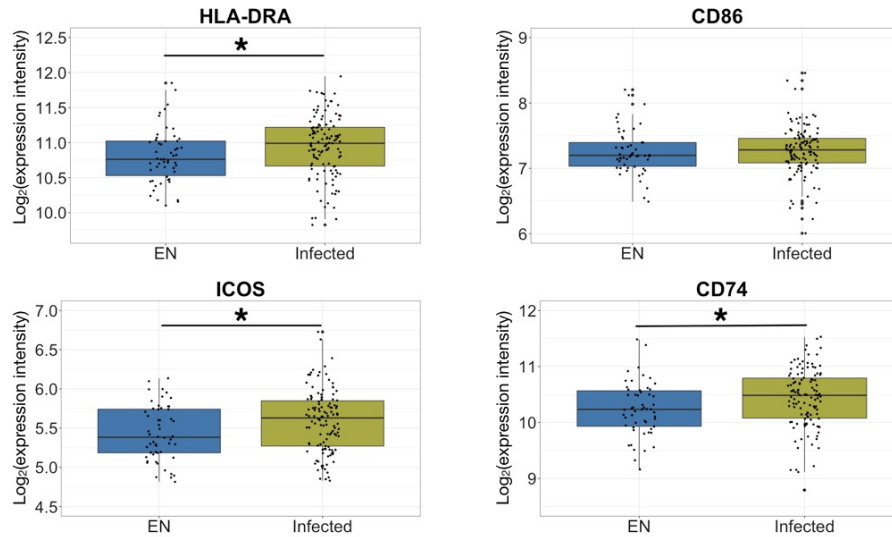 HLA-DRA
Log₂(expression intensity)
12.5
12.0
11.5
11.0
10.5
10.0
*
EN
Infected
CD86
Log₂(expression intensity)
9
8
7
6
EN
Infected
ICOS
Log₂(expression intensity)
7.0
6.5
6.0
5.5
5.0
4.5
*
EN
Infected
CD74
Log₂(expression intensity)
12
11
10
9
*
EN
Infected